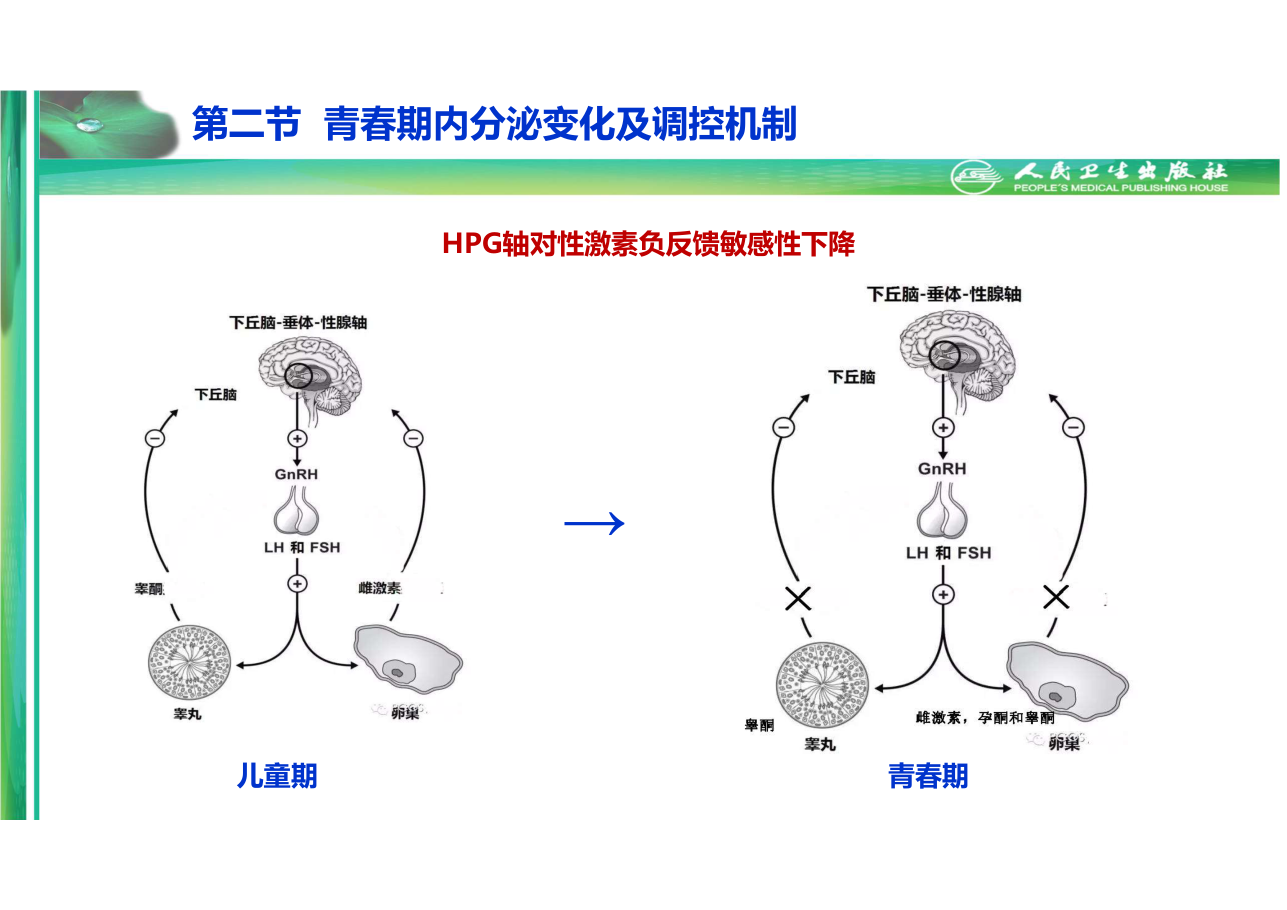 第二节 青春期内分泌变化及调控机制
人民卫生出版社
PEOPLE'S MEDICAL PUBLISHING HOUSE
HPG轴对性激素负反馈敏感性下降
下丘脑-垂体-性腺轴
下丘脑
GnRH
LH 和 FSH
睾酮
雌激素
睾丸
卵巢
儿童期
→
下丘脑-垂体-性腺轴
下丘脑
GnRH
LH 和 FSH
睾酮
雌激素，孕酮和睾酮
睾丸
卵巢
青春期